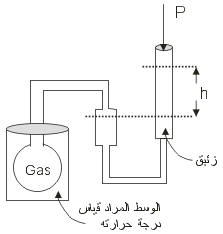 P
h
زئبق
Gas
الوسط المراد قياس
درجة حرارته